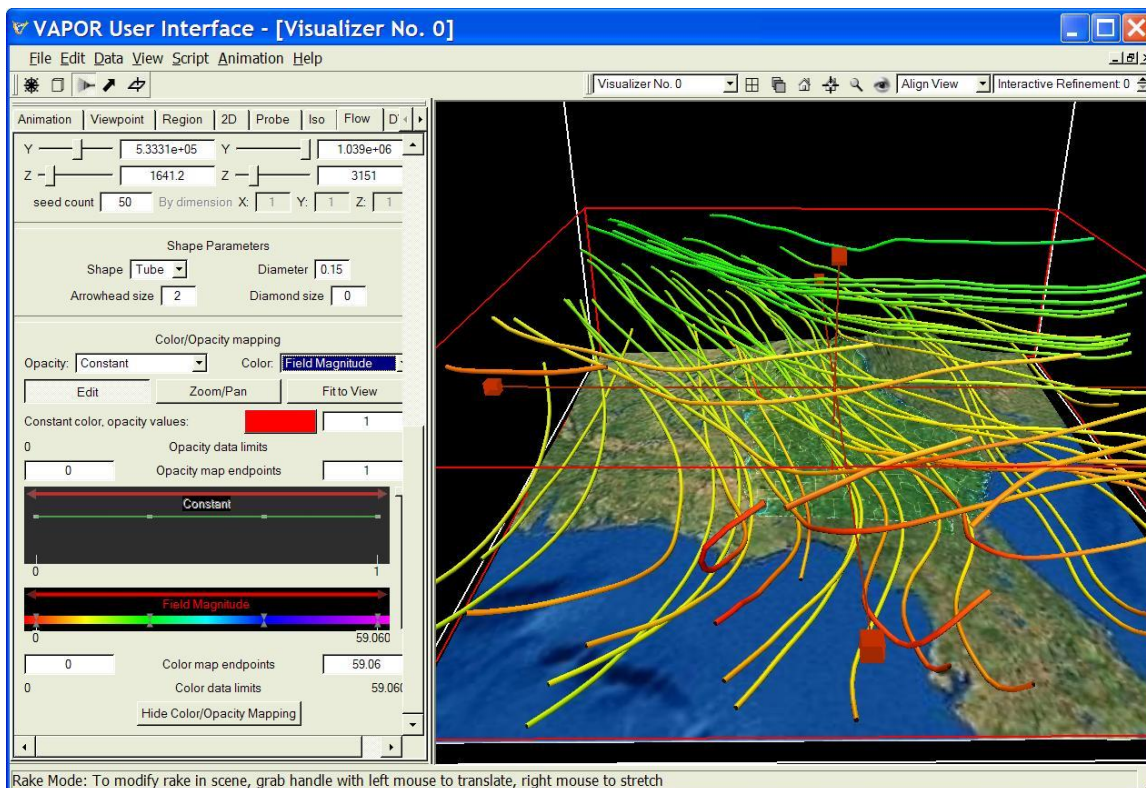 VAPOR User Interface - [Visualizer No. 0]
File Edit Data View Script Animation Help
Visualizer No. 0 Align View Interactive Refinement: 0
Animation Viewpoint Region 2D Probe Iso Flow
Y 5.3331e+05 Y 1.039e+06
Z 1641.2 Z 3151
seed count 50 By dimension X: 1 Y: 1 Z: 1
Shape Parameters
Shape Tube Diameter 0.15
Arrowhead size 2 Diamond size 0
Color/Opacity mapping
Opacity: Constant Color: Field Magnitude
Edit Zoom/Pan Fit to View
Constant color, opacity values: 1
0 Opacity data limits
0 Opacity map endpoints 1
Constant
0 1
Field Magnitude
0 59.060
0 Color map endpoints 59.06
0 Color data limits 59.060
Hide Color/Opacity Mapping
Rake Mode: To modify rake in scene, grab handle with left mouse to translate, right mouse to stretch